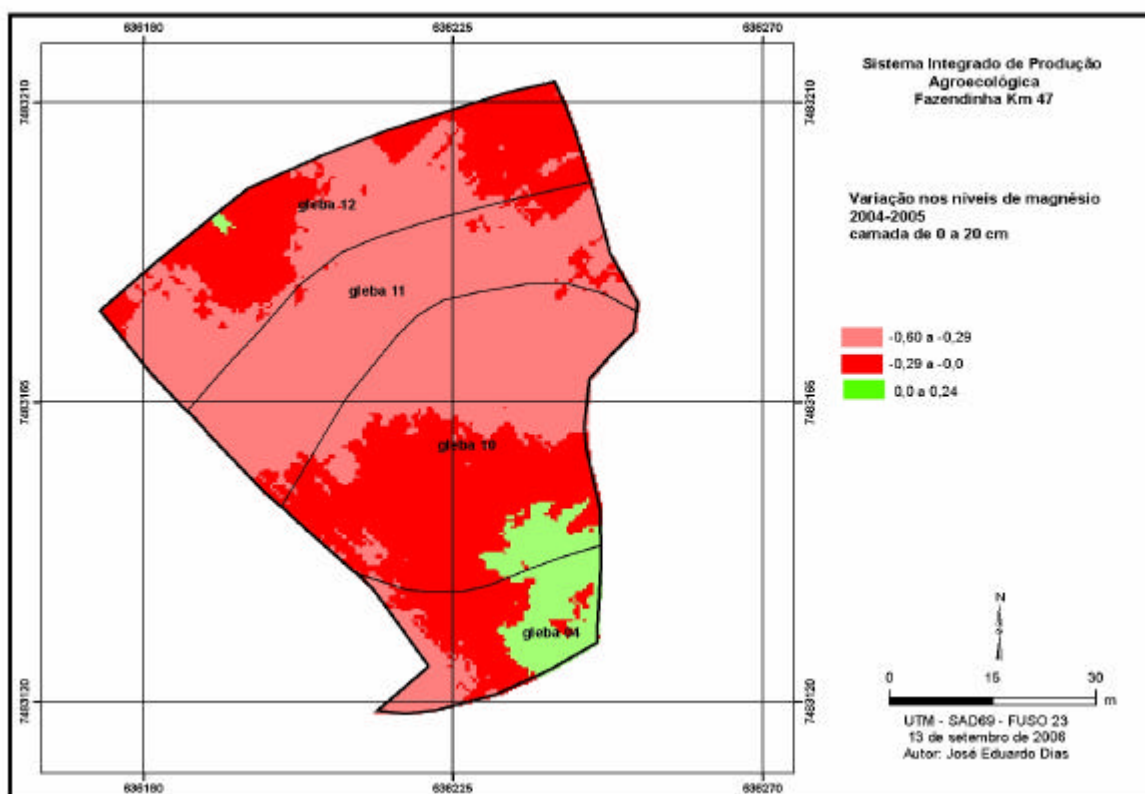 636180 636225 636270
7483210 7483210
7483165 7483165
7483120 7483120
636180 636225 636270
gleba 12
gleba 11
gleba 10
gleba 04
Sistema Integrado de Produção
Agroecológica
Fazendinha Km 47
Variação nos níveis de magnésio
2004-2005
camada de 0 a 20 cm
-0,60 a -0,29
-0,29 a -0,0
0,0 a 0,24
N
0 15 30
m
UTM - SAD69 - FUSO 23
13 de setembro de 2006
Autor: José Eduardo Dias